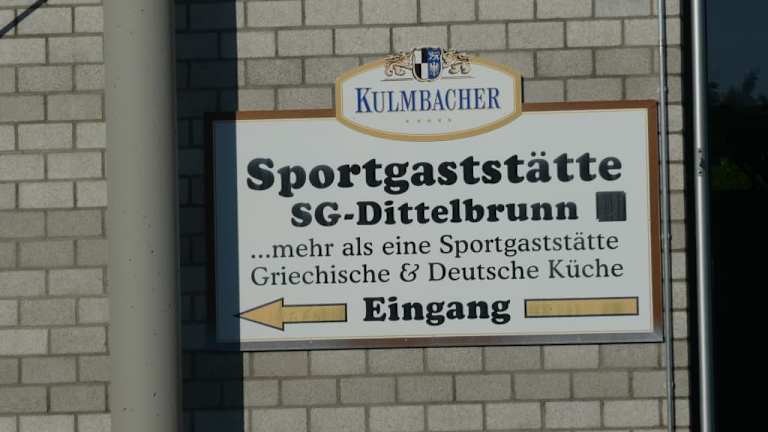 KULMBACHER
Sportgaststätte
SG-Dittelbrunn
...mehr als eine Sportgaststätte
Griechische & Deutsche Küche
Eingang